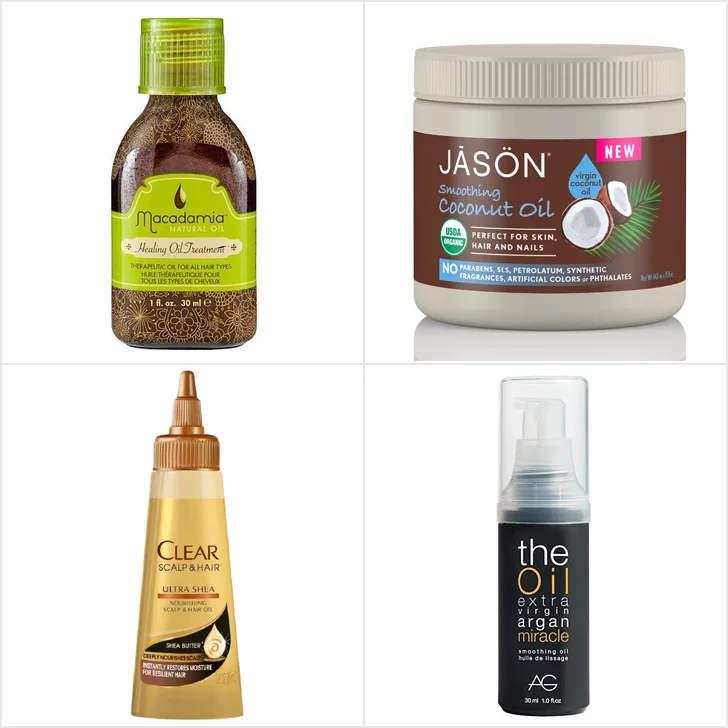 Macadamia™
NATURAL OIL
Healing Oil Treatment
THERAPEUTIC OIL FOR ALL HAIR TYPES
HUILE THÉRAPEUTIQUE POUR
TOUS LES TYPES DE CHEVEUX
1 fl. oz. 30 ml ℮
JĀSÖN®
NEW
virgin
coconut
oil
Smoothing
Coconut Oil
USDA
ORGANIC
PERFECT FOR SKIN,
HAIR AND NAILS
NO PARABENS, SLS, PETROLATUM, SYNTHETIC
FRAGRANCES, ARTIFICIAL COLORS or PHTHALATES
CLEAR
SCALP & HAIR
ULTRA SHEA
NOURISHING
SCALP & HAIR OIL
SHEA BUTTER
DEEPLY NOURISHES SCALP
INSTANTLY RESTORES MOISTURE
FOR RESILIENT HAIR
the
Oil
extra
virgin
argan
miracle
smoothing oil
huile de lissage
AG
30 ml 1.0 fl.oz.